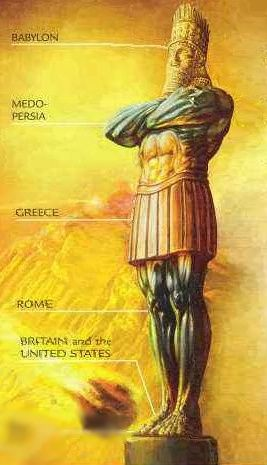 BABYLON
MEDO-
PERSIA
GREECE
ROME
BRITAIN and the
UNITED STATES